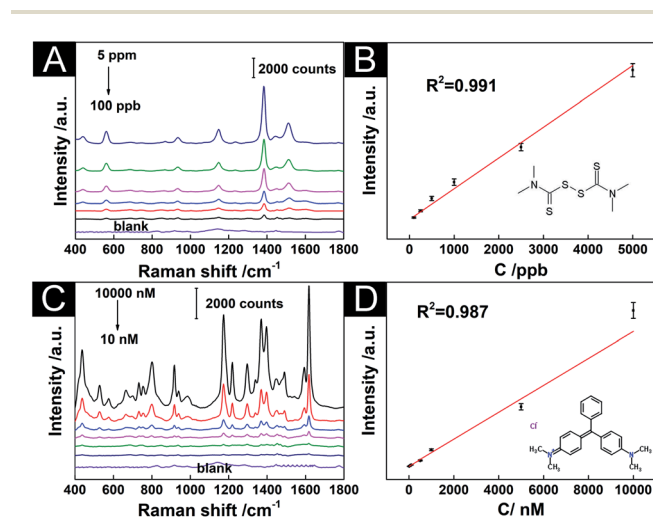 A
5 ppm
100 ppb
2000 counts
blank
Intensity /a.u.
400 600 800 1000 1200 1400 1600 1800
Raman shift /cm-1
B
R2=0.991
Intensity /a.u.
N S S S S N
0 1000 2000 3000 4000 5000
C /ppb
C
10000 nM
10 nM
2000 counts
blank
Intensity /a.u.
400 600 800 1000 1200 1400 1600 1800
Raman shift /cm-1
D
R2=0.987
Intensity /a.u.
Cl-
H3C N+ CH3
N CH3 CH3
0 2000 4000 6000 8000 10000
C/ nM